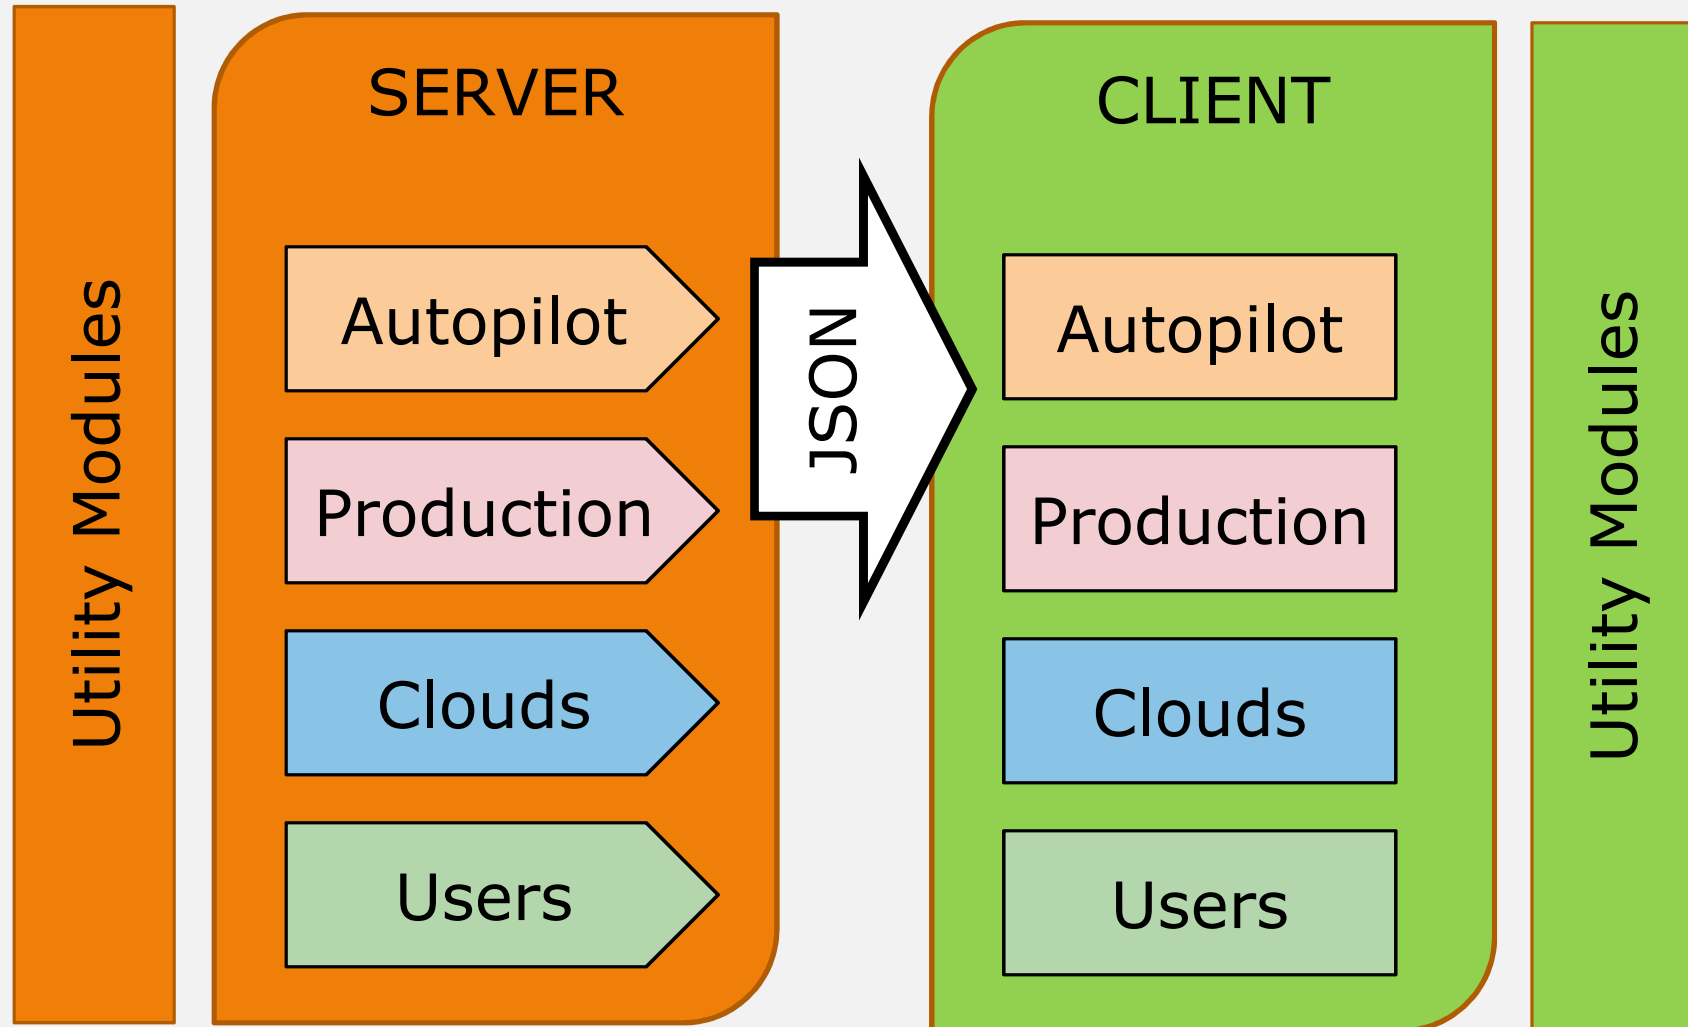 Utility Modules
SERVER
Autopilot
Production
Clouds
Users
JSON
CLIENT
Autopilot
Production
Clouds
Users
Utility Modules